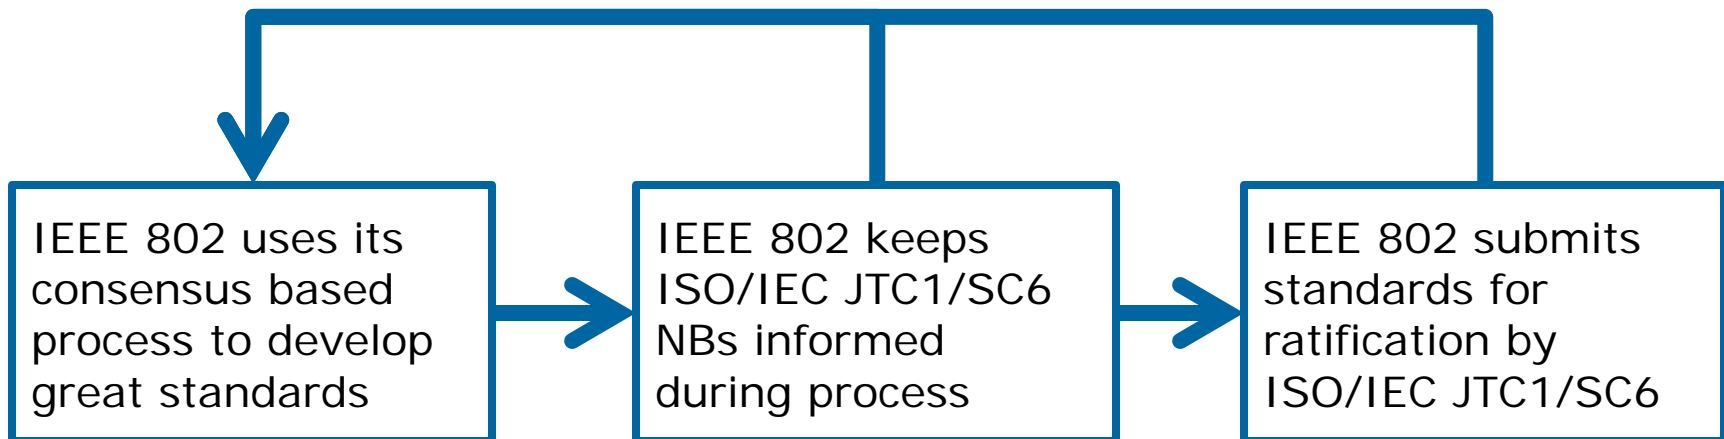 IEEE 802 uses its
consensus based
process to develop
great standards
IEEE 802 keeps
ISO/IEC JTC1/SC6
NBs informed
during process
IEEE 802 submits
standards for
ratification by
ISO/IEC JTC1/SC6